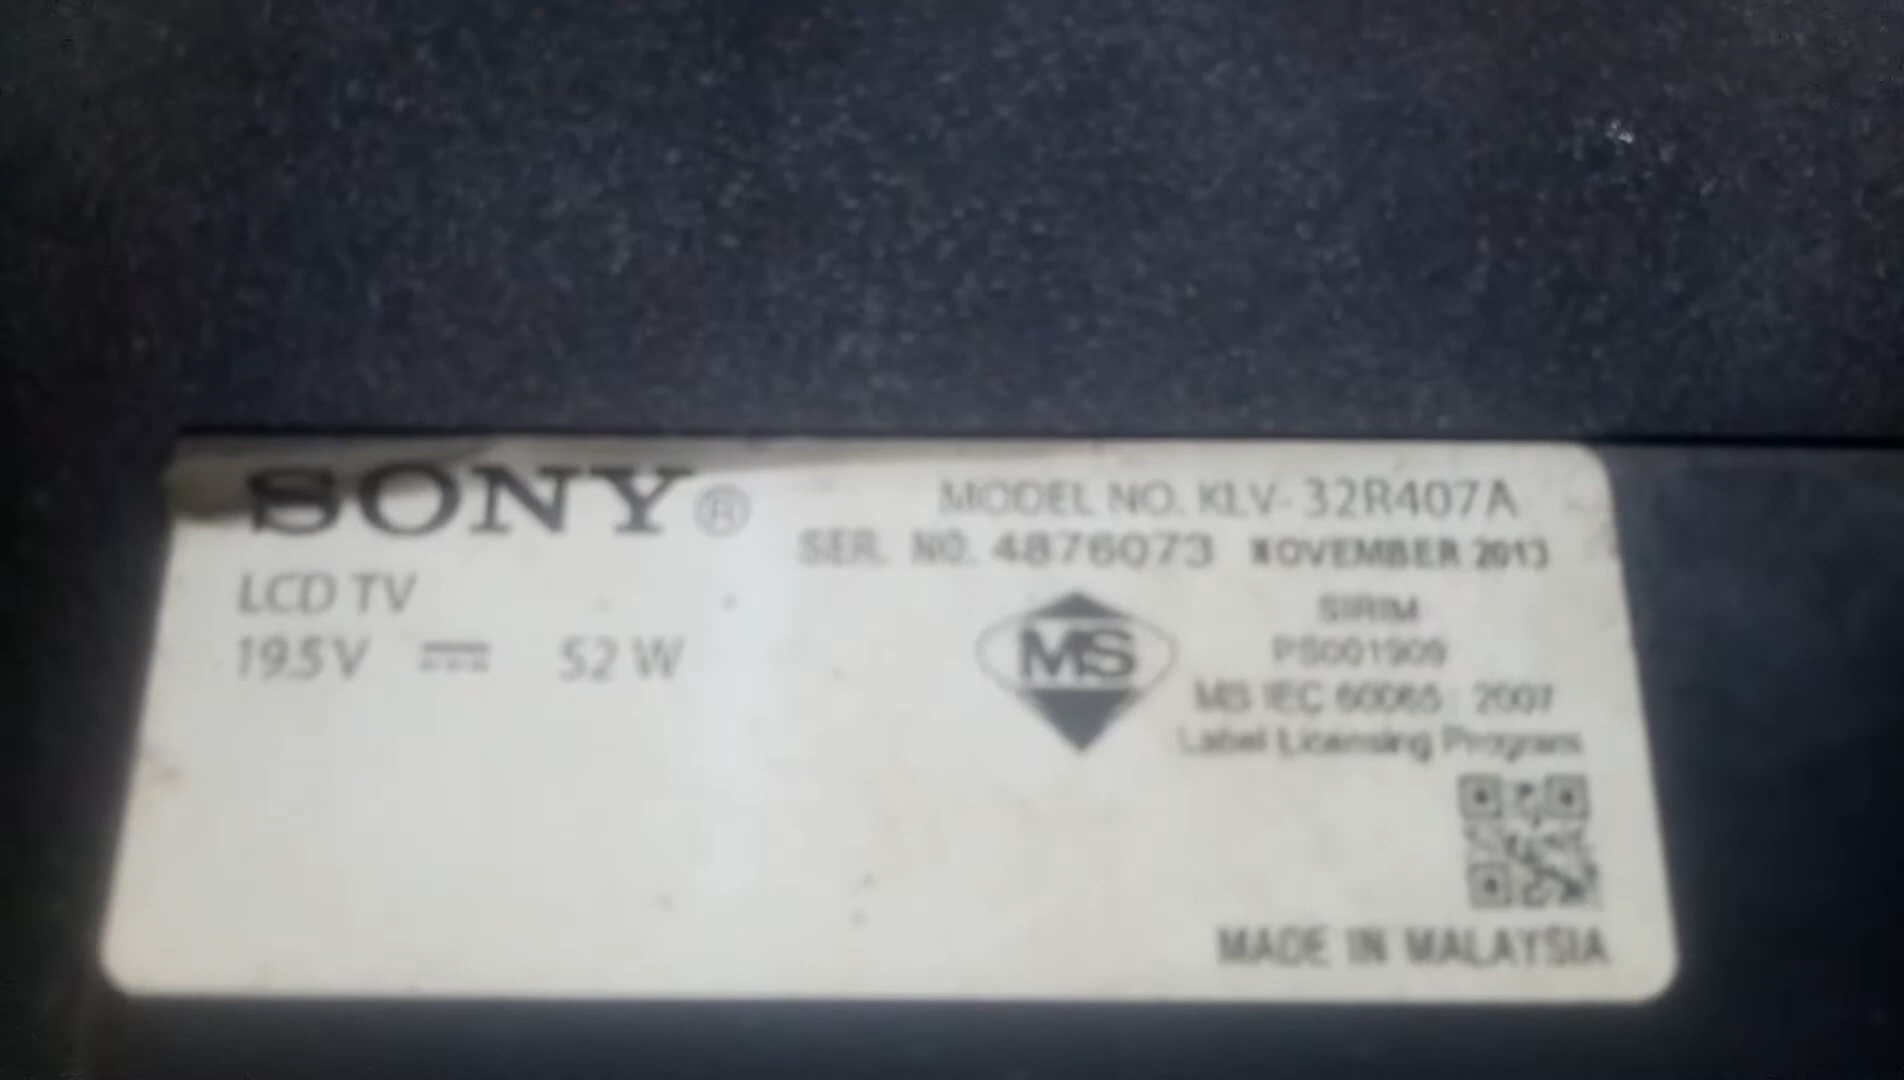 SONY®
MODEL NO. KLV-32R407A
SER. NO. 4876073 NOVEMBER 2013
LCD TV
19.5V 52 W
MS
SIRIM
PS001909
MS IEC 60065 : 2007
Label Licensing Program
MADE IN MALAYSIA